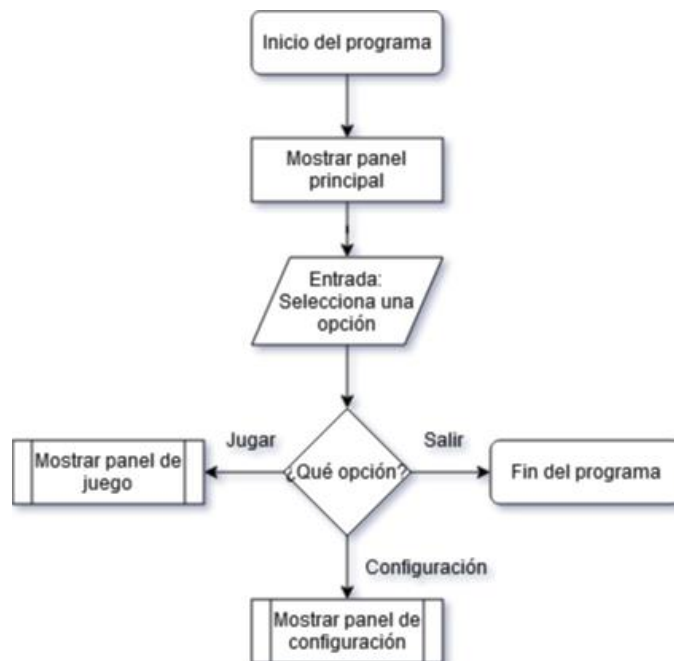 Inicio del programa
Mostrar panel
principal
Entrada:
Selecciona una
opción
Jugar
Salir
Mostrar panel de
juego
¿Qué opción?
Fin del programa
Configuración
Mostrar panel de
configuración